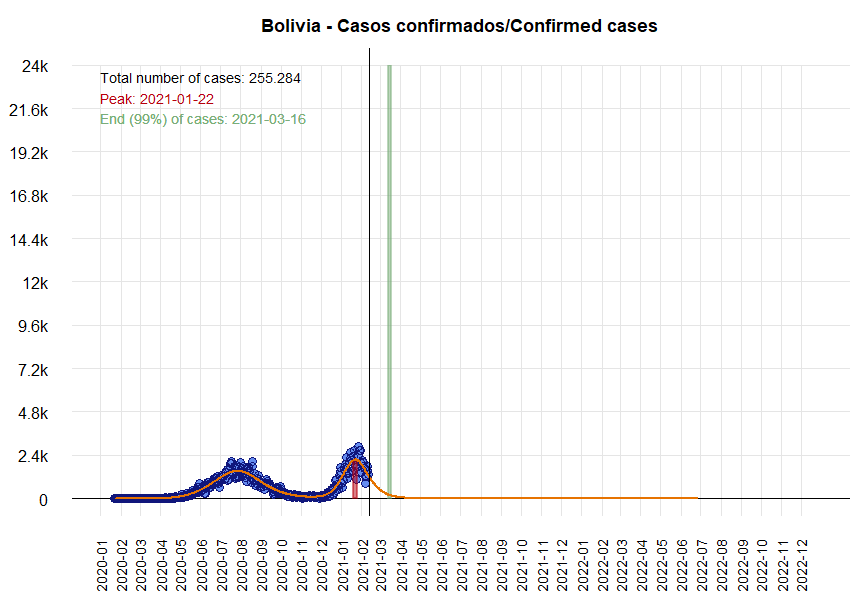 Bolivia - Casos confirmados/Confirmed cases
24k
Total number of cases: 255.284
Peak: 2021-01-22
21.6k
End (99%) of cases: 2021-03-16
19.2k
16.8k
14.4k
12k
9.6k
7.2k
4.8k
2.4k
0
2020-01
2020-02
2020-03
2020-04
2020-05
2020-06
2020-07
2020-08
2020-09
2020-10
2020-11
2020-12
2021-01
2021-02
2021-03
2021-04
2021-05
2021-06
2021-07
2021-08
2021-09
2021-10
2021-11
2021-12
2022-01
2022-02
2022-03
2022-04
2022-05
2022-06
2022-07
2022-08
2022-09
2022-10
2022-11
2022-12